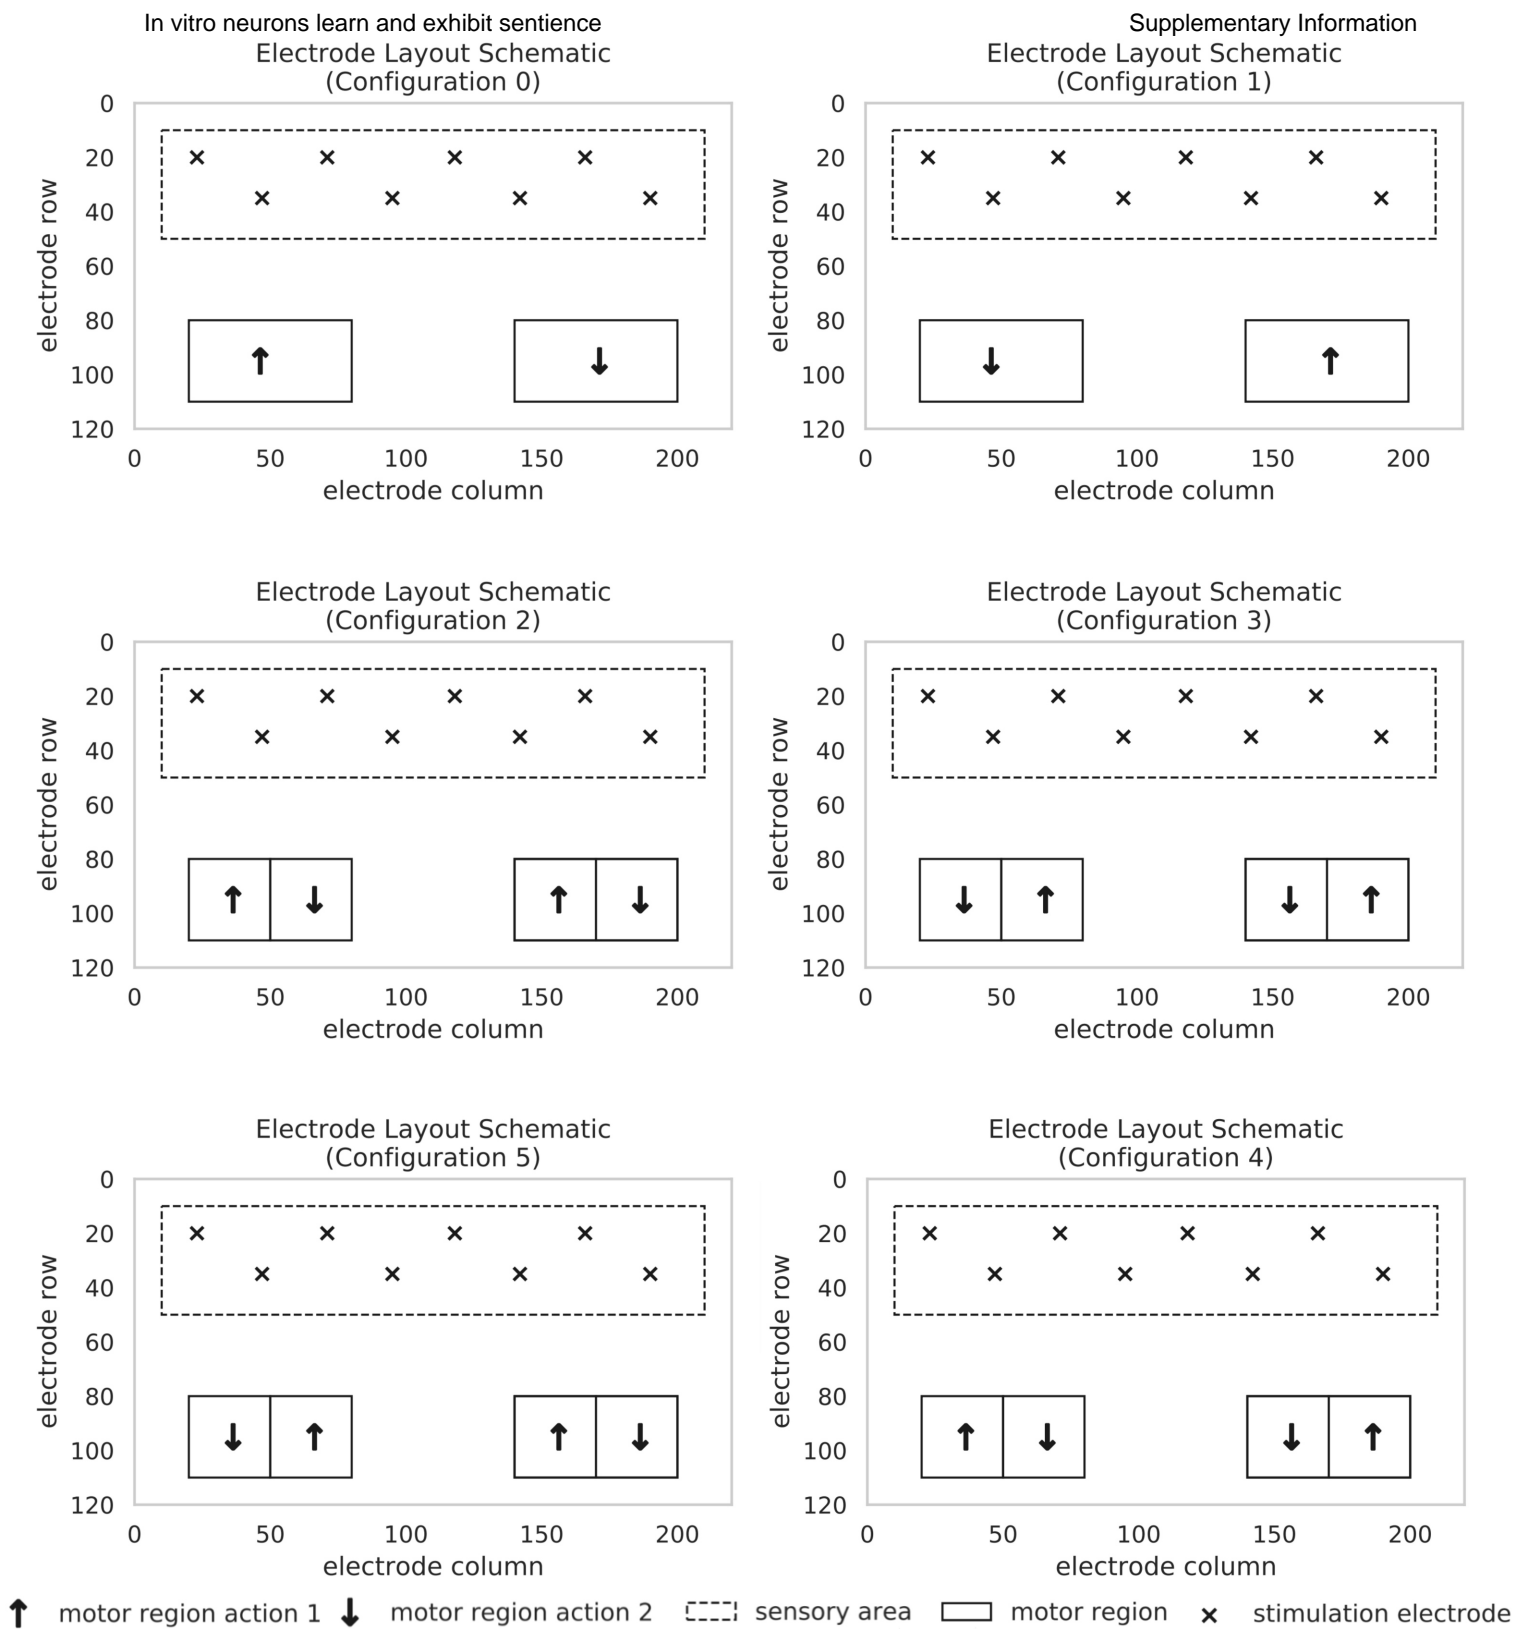 In vitro neurons learn and exhibit sentience
Supplementary Information
Electrode Layout Schematic
(Configuration 0)
electrode row
0
20
40
60
80
100
120
0 50 100 150 200
electrode column
Electrode Layout Schematic
(Configuration 1)
electrode row
0
20
40
60
80
100
120
0 50 100 150 200
electrode column
Electrode Layout Schematic
(Configuration 2)
electrode row
0
20
40
60
80
100
120
0 50 100 150 200
electrode column
Electrode Layout Schematic
(Configuration 3)
electrode row
0
20
40
60
80
100
120
0 50 100 150 200
electrode column
Electrode Layout Schematic
(Configuration 5)
electrode row
0
20
40
60
80
100
120
0 50 100 150 200
electrode column
Electrode Layout Schematic
(Configuration 4)
electrode row
0
20
40
60
80
100
120
0 50 100 150 200
electrode column
motor region action 1 motor region action 2 sensory area motor region stimulation electrode